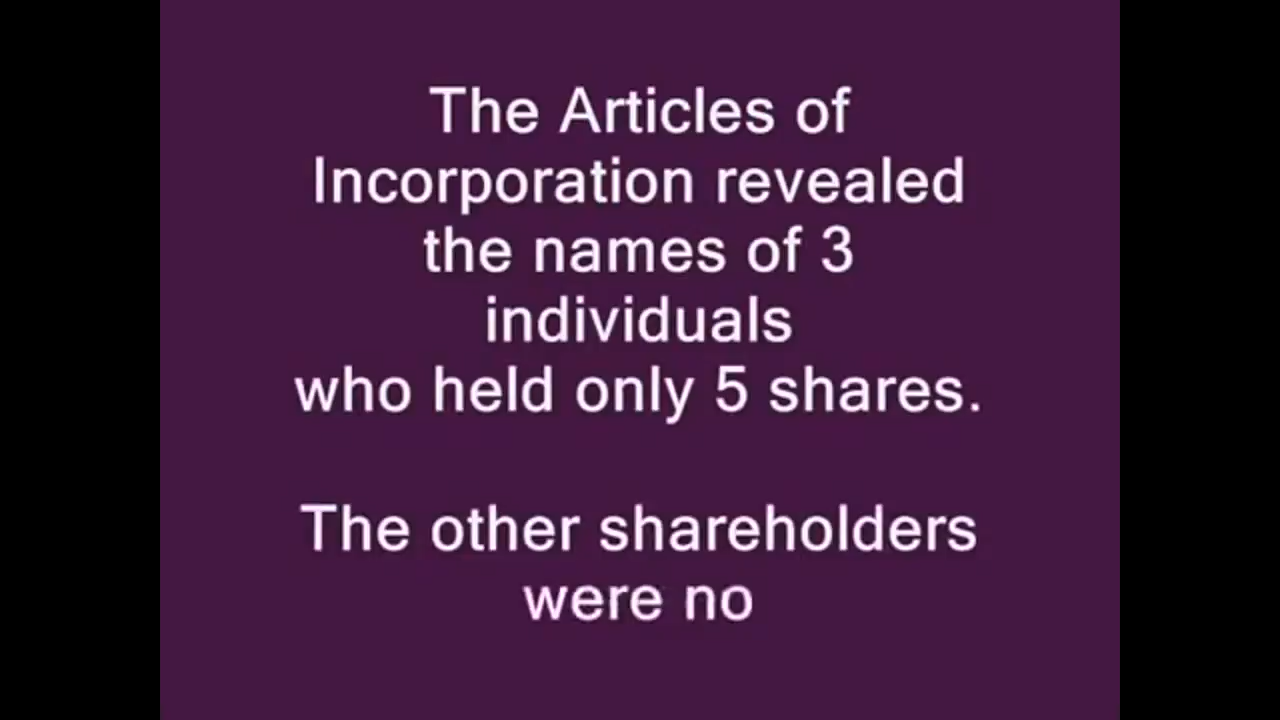 The Articles of
Incorporation revealed
the names of 3
individuals
who held only 5 shares.
The other shareholders
were no